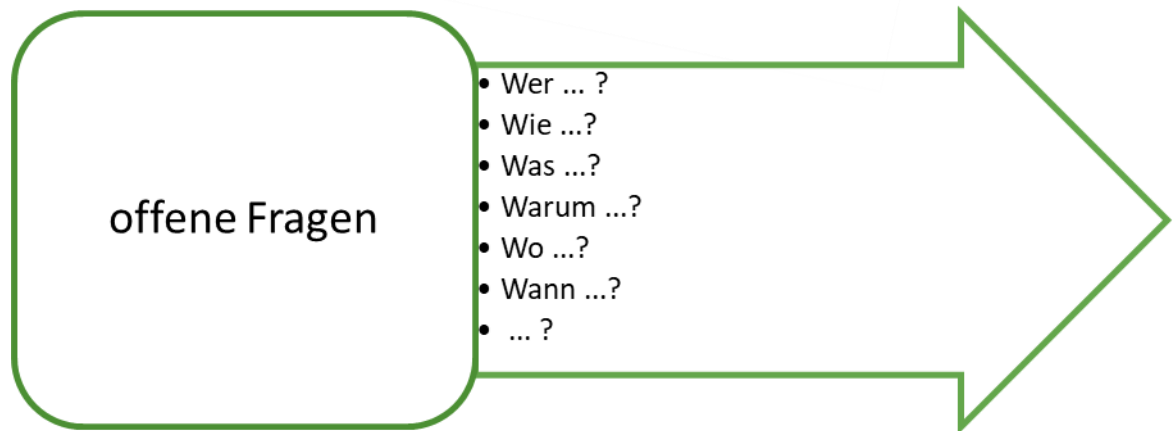 offene Fragen
• Wer ... ?
• Wie ...?
• Was ...?
• Warum ...?
• Wo ...?
• Wann ...?
• ... ?